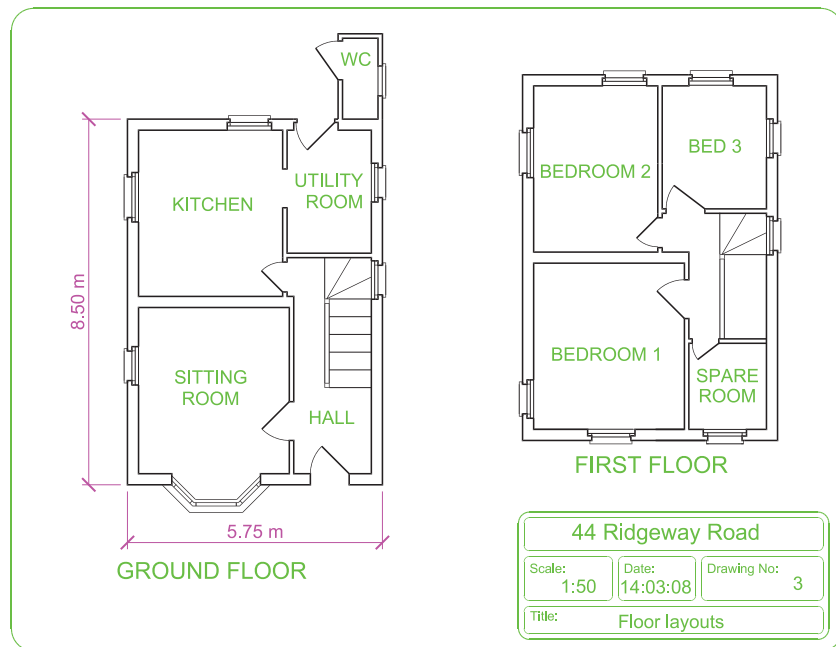 WC
KITCHEN
UTILITY
ROOM
8.50 m
SITTING
ROOM
HALL
5.75 m
GROUND FLOOR
BEDROOM 2
BED 3
BEDROOM 1
SPARE
ROOM
FIRST FLOOR
44 Ridgeway Road
Scale:
1:50
Date:
14:03:08
Drawing No:
3
Title:
Floor layouts